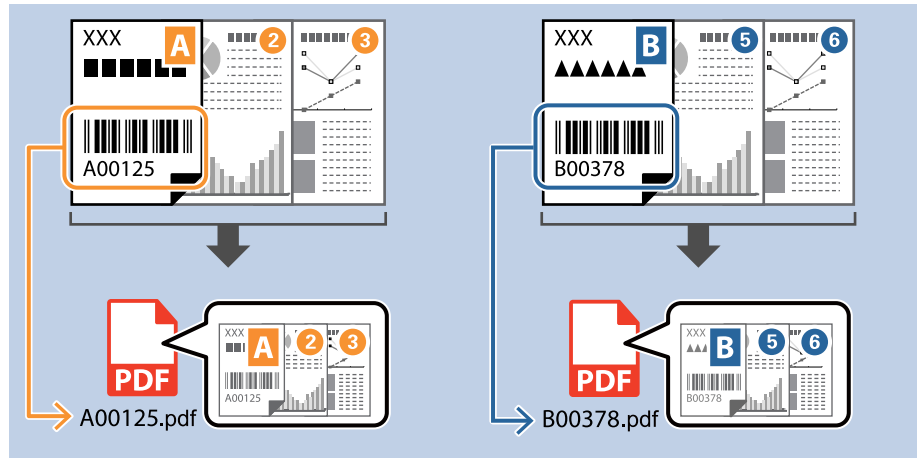 XXX
A
2
3
A00125
PDF
XXX
A
2
3
A00125
A00125.pdf
XXX
B
5
6
B00378
PDF
XXX
B
5
6
B00378
B00378.pdf